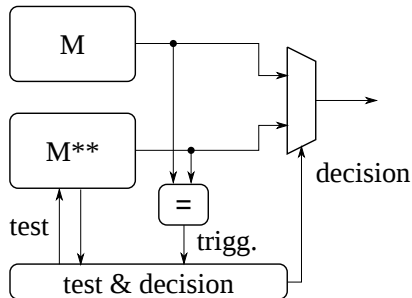 M
M**
decision
=
test
trigg.
test & decision